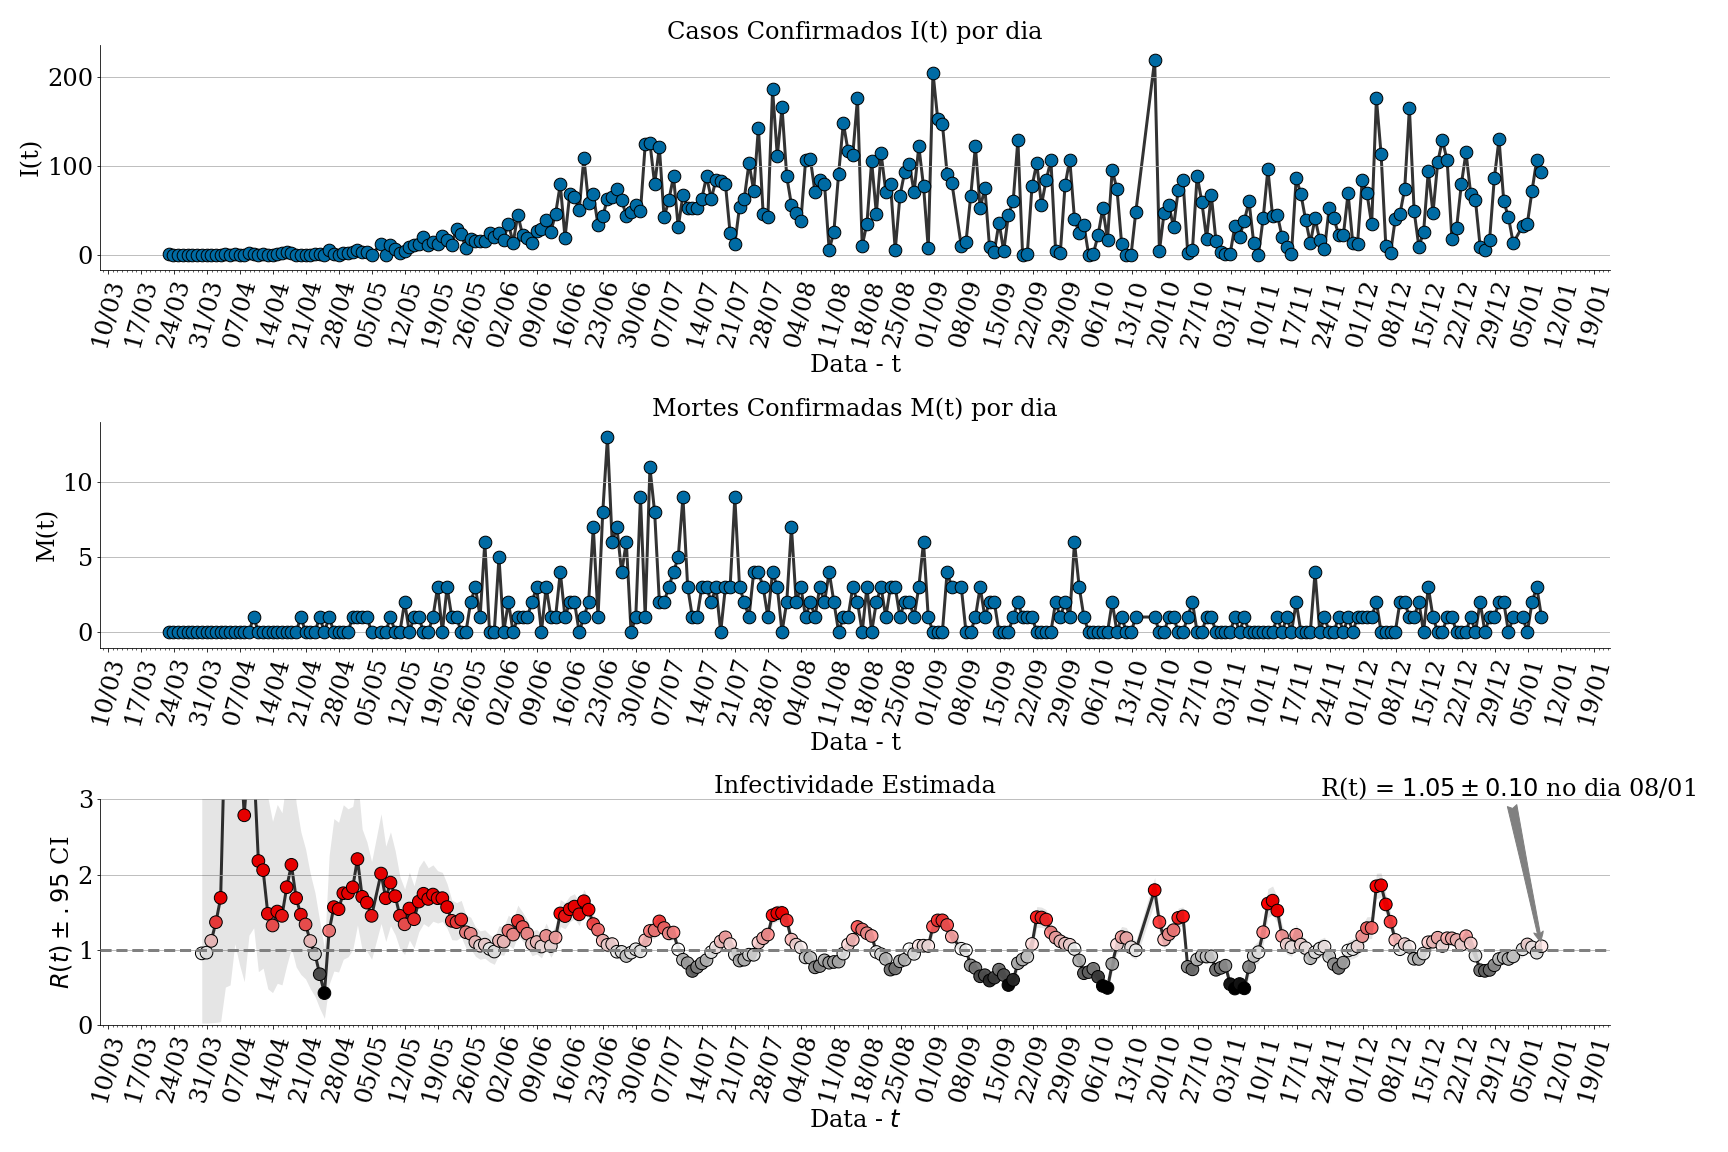 Casos Confirmados I(t) por dia
I(t)
200
100
0
10/03 17/03 24/03 31/03 07/04 14/04 21/04 28/04 05/05 12/05 19/05 26/05 02/06 09/06 16/06 23/06 30/06 07/07 14/07 21/07 28/07 04/08 11/08 18/08 25/08 01/09 08/09 15/09 22/09 29/09 06/10 13/10 20/10 27/10 03/11 10/11 17/11 24/11 01/12 08/12 15/12 22/12 29/12 05/01 12/01 19/01
Data - t
Mortes Confirmadas M(t) por dia
M(t)
10
5
0
10/03 17/03 24/03 31/03 07/04 14/04 21/04 28/04 05/05 12/05 19/05 26/05 02/06 09/06 16/06 23/06 30/06 07/07 14/07 21/07 28/07 04/08 11/08 18/08 25/08 01/09 08/09 15/09 22/09 29/09 06/10 13/10 20/10 27/10 03/11 10/11 17/11 24/11 01/12 08/12 15/12 22/12 29/12 05/01 12/01 19/01
Data - t
Infectividade Estimada
R(t) = 1.05 ± 0.10 no dia 08/01
R(t) ± .95 CI
3
2
1
0
10/03 17/03 24/03 31/03 07/04 14/04 21/04 28/04 05/05 12/05 19/05 26/05 02/06 09/06 16/06 23/06 30/06 07/07 14/07 21/07 28/07 04/08 11/08 18/08 25/08 01/09 08/09 15/09 22/09 29/09 06/10 13/10 20/10 27/10 03/11 10/11 17/11 24/11 01/12 08/12 15/12 22/12 29/12 05/01 12/01 19/01
Data - t